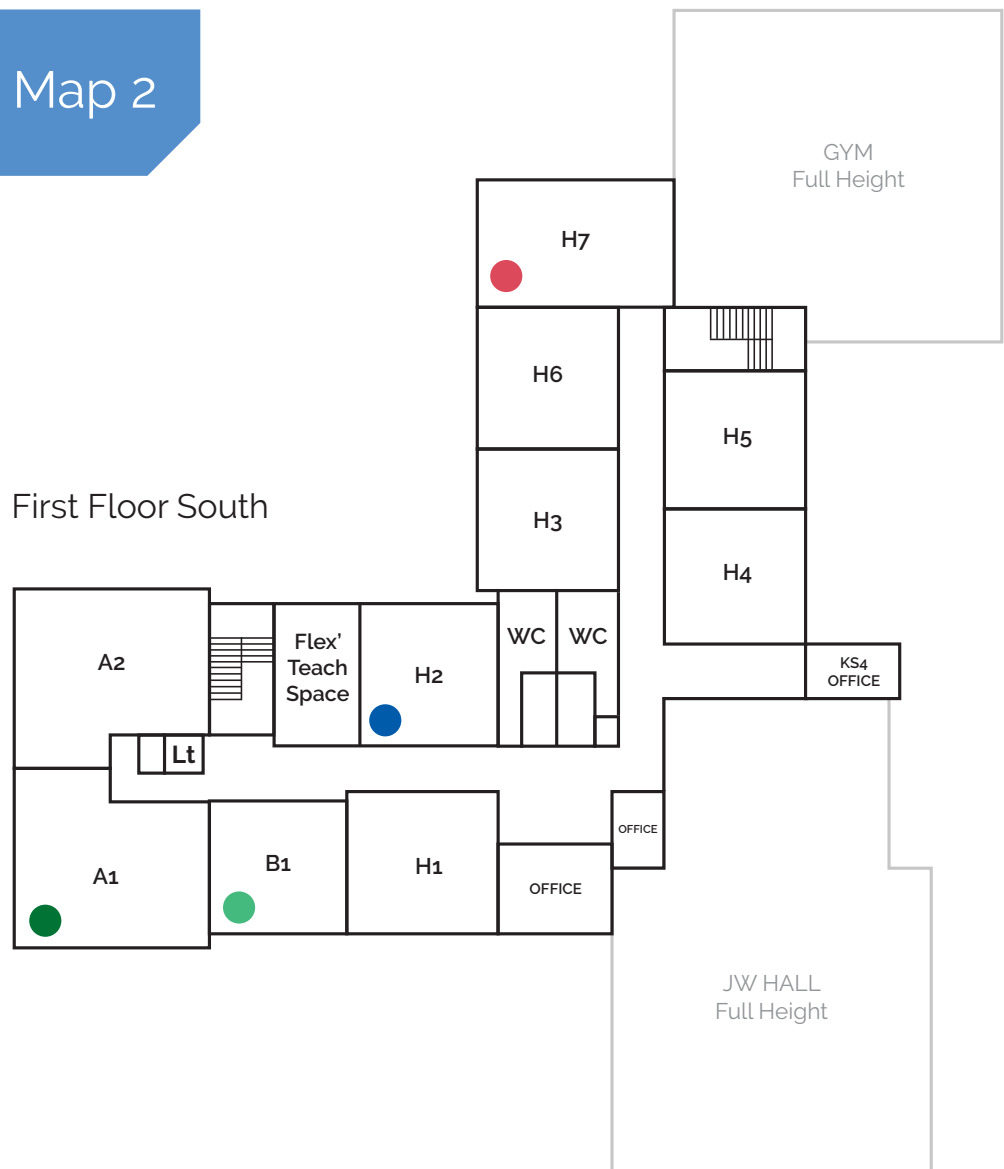 Map 2
GYM
Full Height
H7
H6
H5
First Floor South
H3
H4
A2
Flex'
Teach
Space
H2
WC
WC
KS4
OFFICE
Lt
A1
B1
H1
OFFICE
OFFICE
JW HALL
Full Height